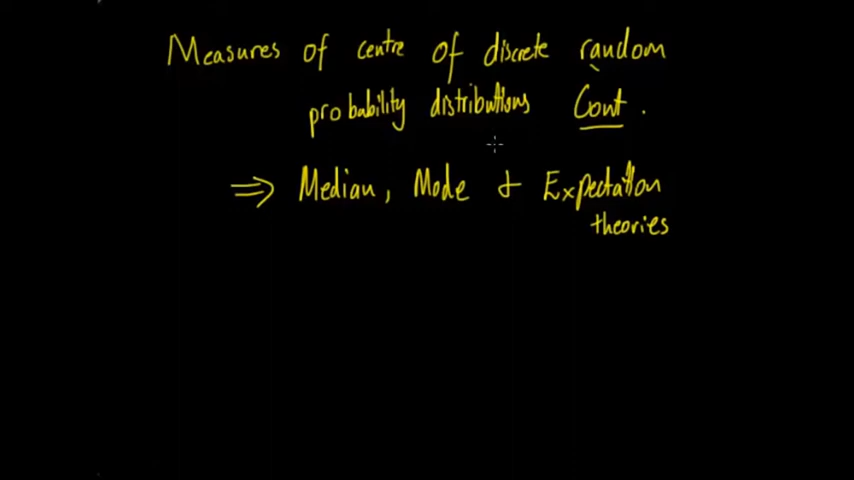 Measures of centre of discrete random
probability distributions Cont.
⇒ Median, Mode & Expectation
theories